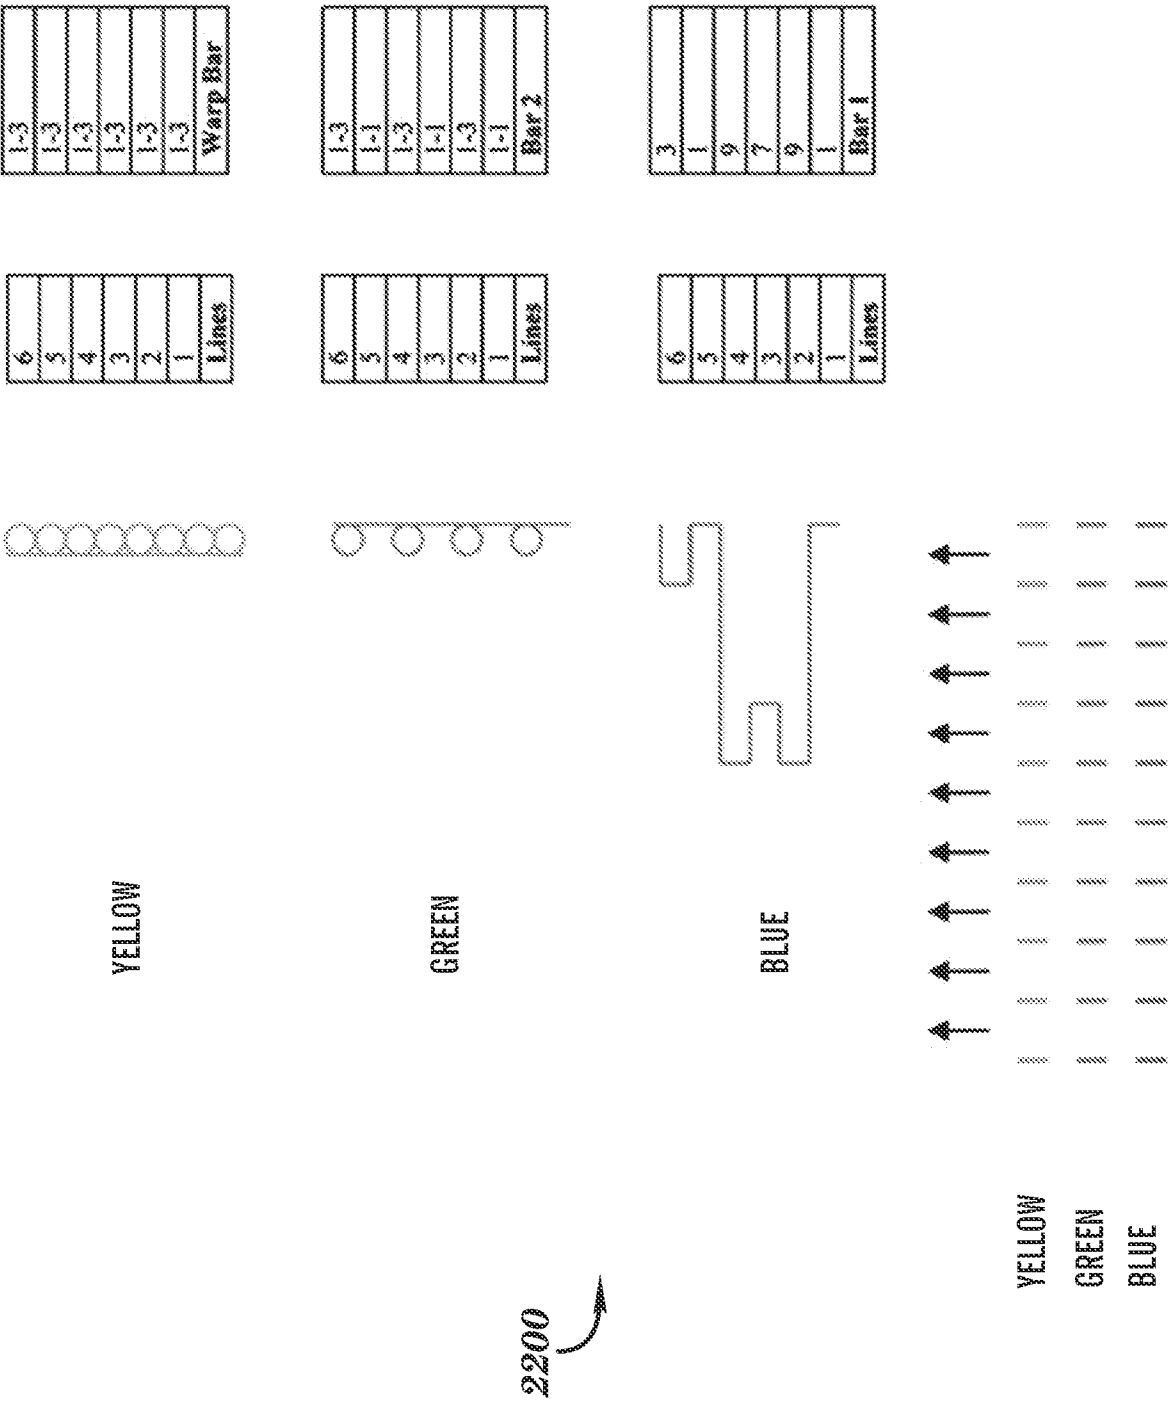 6 1-3
5 1-3
4 1-3
YELLOW 3 1-3
2 1-3
1 1-3
Lines Warp Bar
6 1-3
5 1-1
4 1-3
GREEN 3 1-1
2 1-3
1 1-1
Lines Bar 2
2200
6 3
5 1
4 9
BLUE 3 7
2 9
1 1
Lines Bar 1
YELLOW
GREEN
BLUE